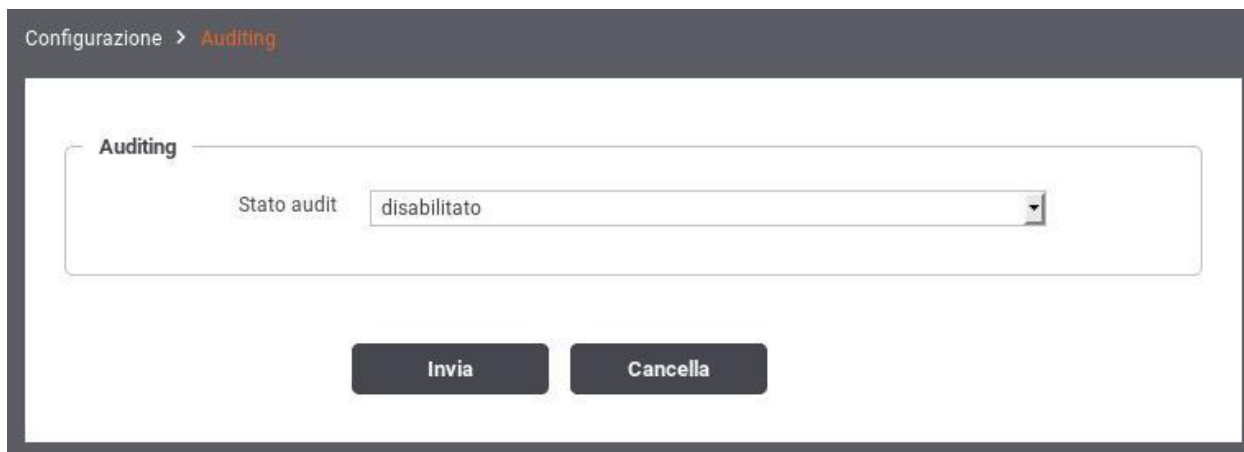 Configurazione > Auditing
Auditing
Stato audit disabilitato
Invia Cancella